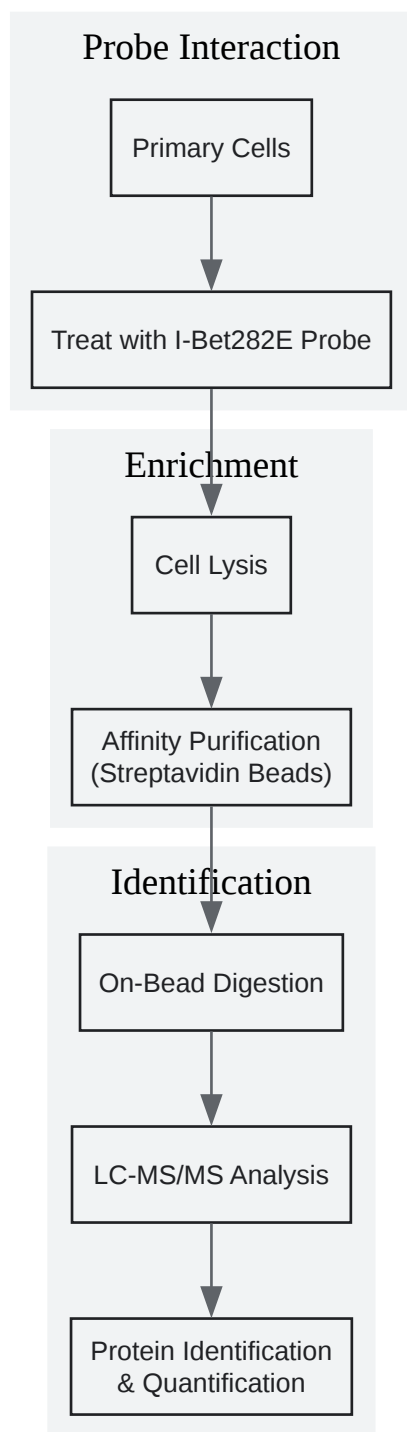 Probe Interaction
Primary Cells
Treat with I-Bet282E Probe
Enrichment
Cell Lysis
Affinity Purification
(Streptavidin Beads)
Identification
On-Bead Digestion
LC-MS/MS Analysis
Protein Identification
& Quantification